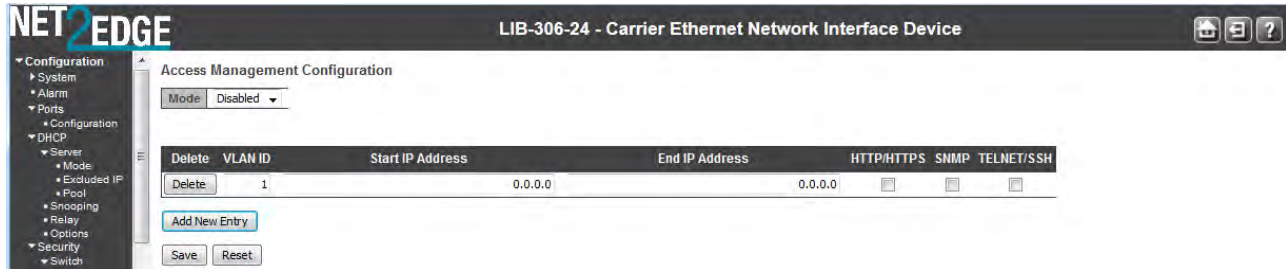 NET2EDGE
LIB-306-24 - Carrier Ethernet Network Interface Device
?
Configuration
System
Alarm
Ports
Configuration
DHCP
Server
Mode
Excluded IP
Pool
Snooping
Relay
Options
Security
Switch
Access Management Configuration
Mode Disabled
Delete VLAN ID Start IP Address End IP Address HTTP/HTTPS SNMP TELNET/SSH
Delete 1 0.0.0.0 0.0.0.0
Add New Entry
Save Reset